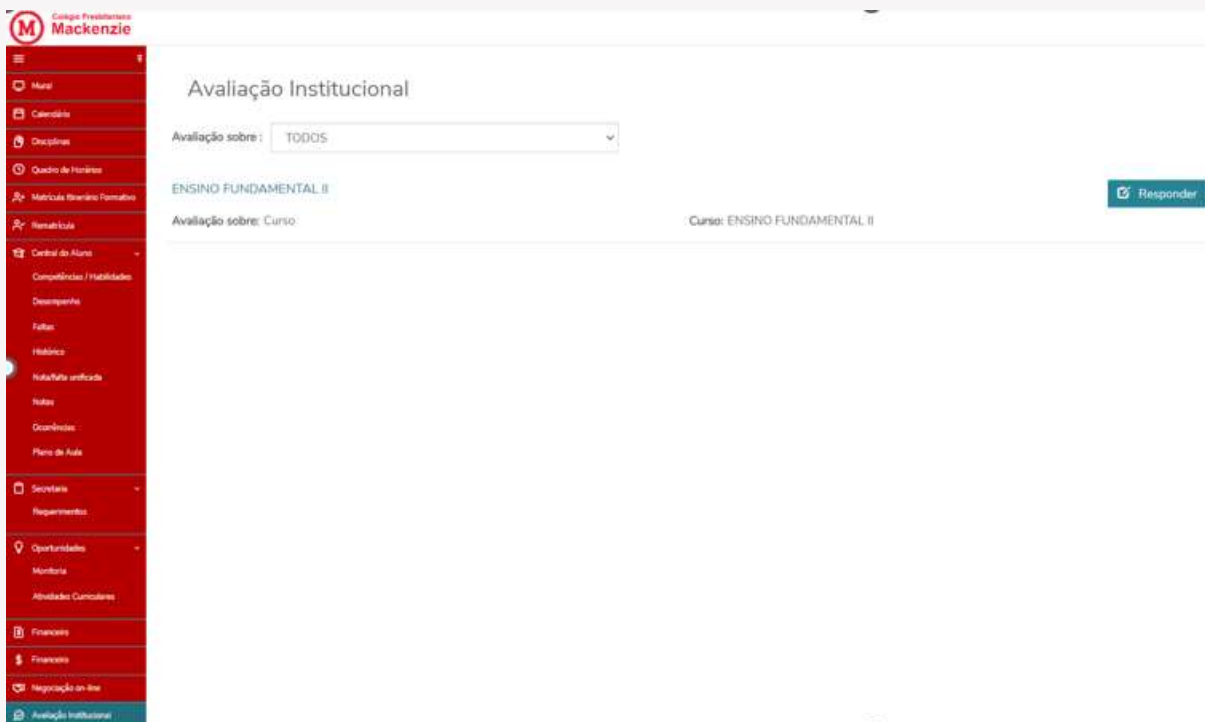 Colégio Presbiteriano
Mackenzie
Mural
Calendário
Disciplinas
Quadro de Horários
Matrícula Itinerário Formativo
Rematrícula
Central do Aluno
Competências / Habilidades
Desempenho
Faltas
Histórico
Nota/falta unificada
Notas
Ocorrências
Plano de Aula
Secretaria
Requerimentos
Oportunidades
Monitoria
Atividades Curriculares
Financeiro
Financeiro
Negociação on-line
Avaliação Institucional
Avaliação Institucional
Avaliação sobre : TODOS
ENSINO FUNDAMENTAL II
Responder
Avaliação sobre: Curso Curso: ENSINO FUNDAMENTAL II